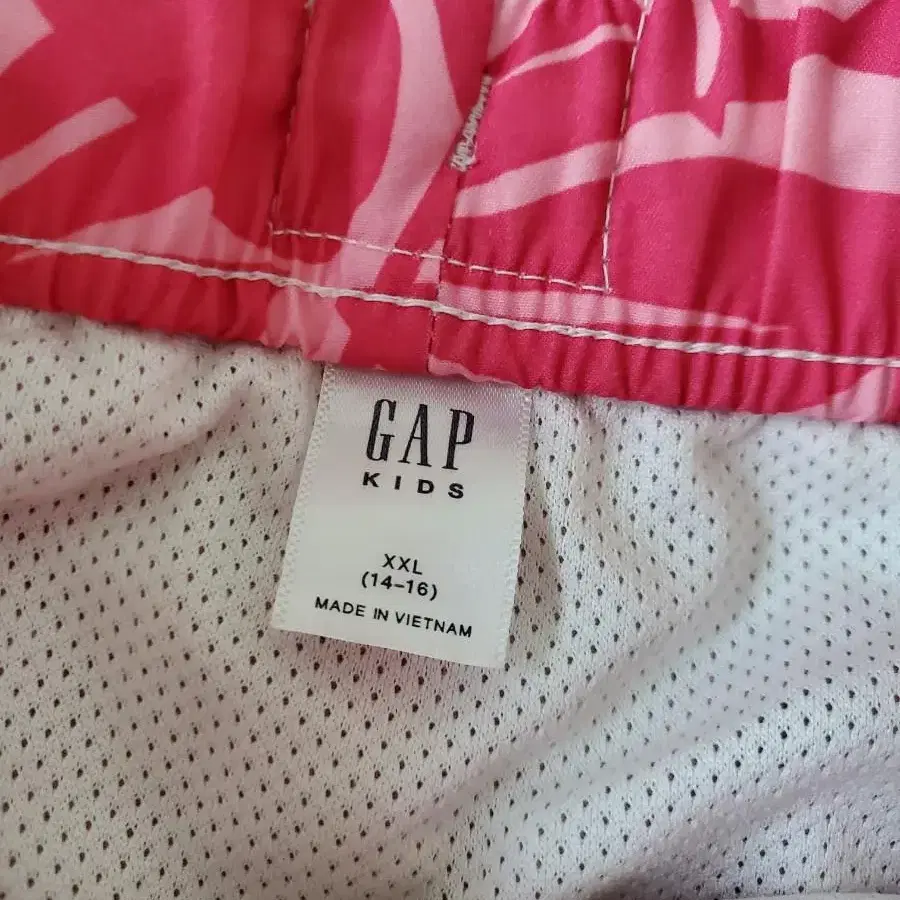 GAP
KIDS
XXL
(14-16)
MADE IN VIETNAM